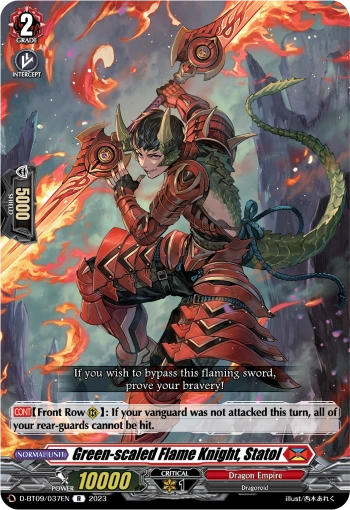 2
GRADE
INTERCEPT
5000
SHIELD
If you wish to bypass this flaming sword,
prove your bravery!
CONT【Front Row】: If your vanguard was not attacked this turn, all of
your rear-guards cannot be hit.
NORMAL UNIT
Green-scaled Flame Knight, Statol
POWER
10000
CRITICAL
1
Dragon Empire
Dragoroid
D-BT09/037EN R 2023
illust/西木あれく